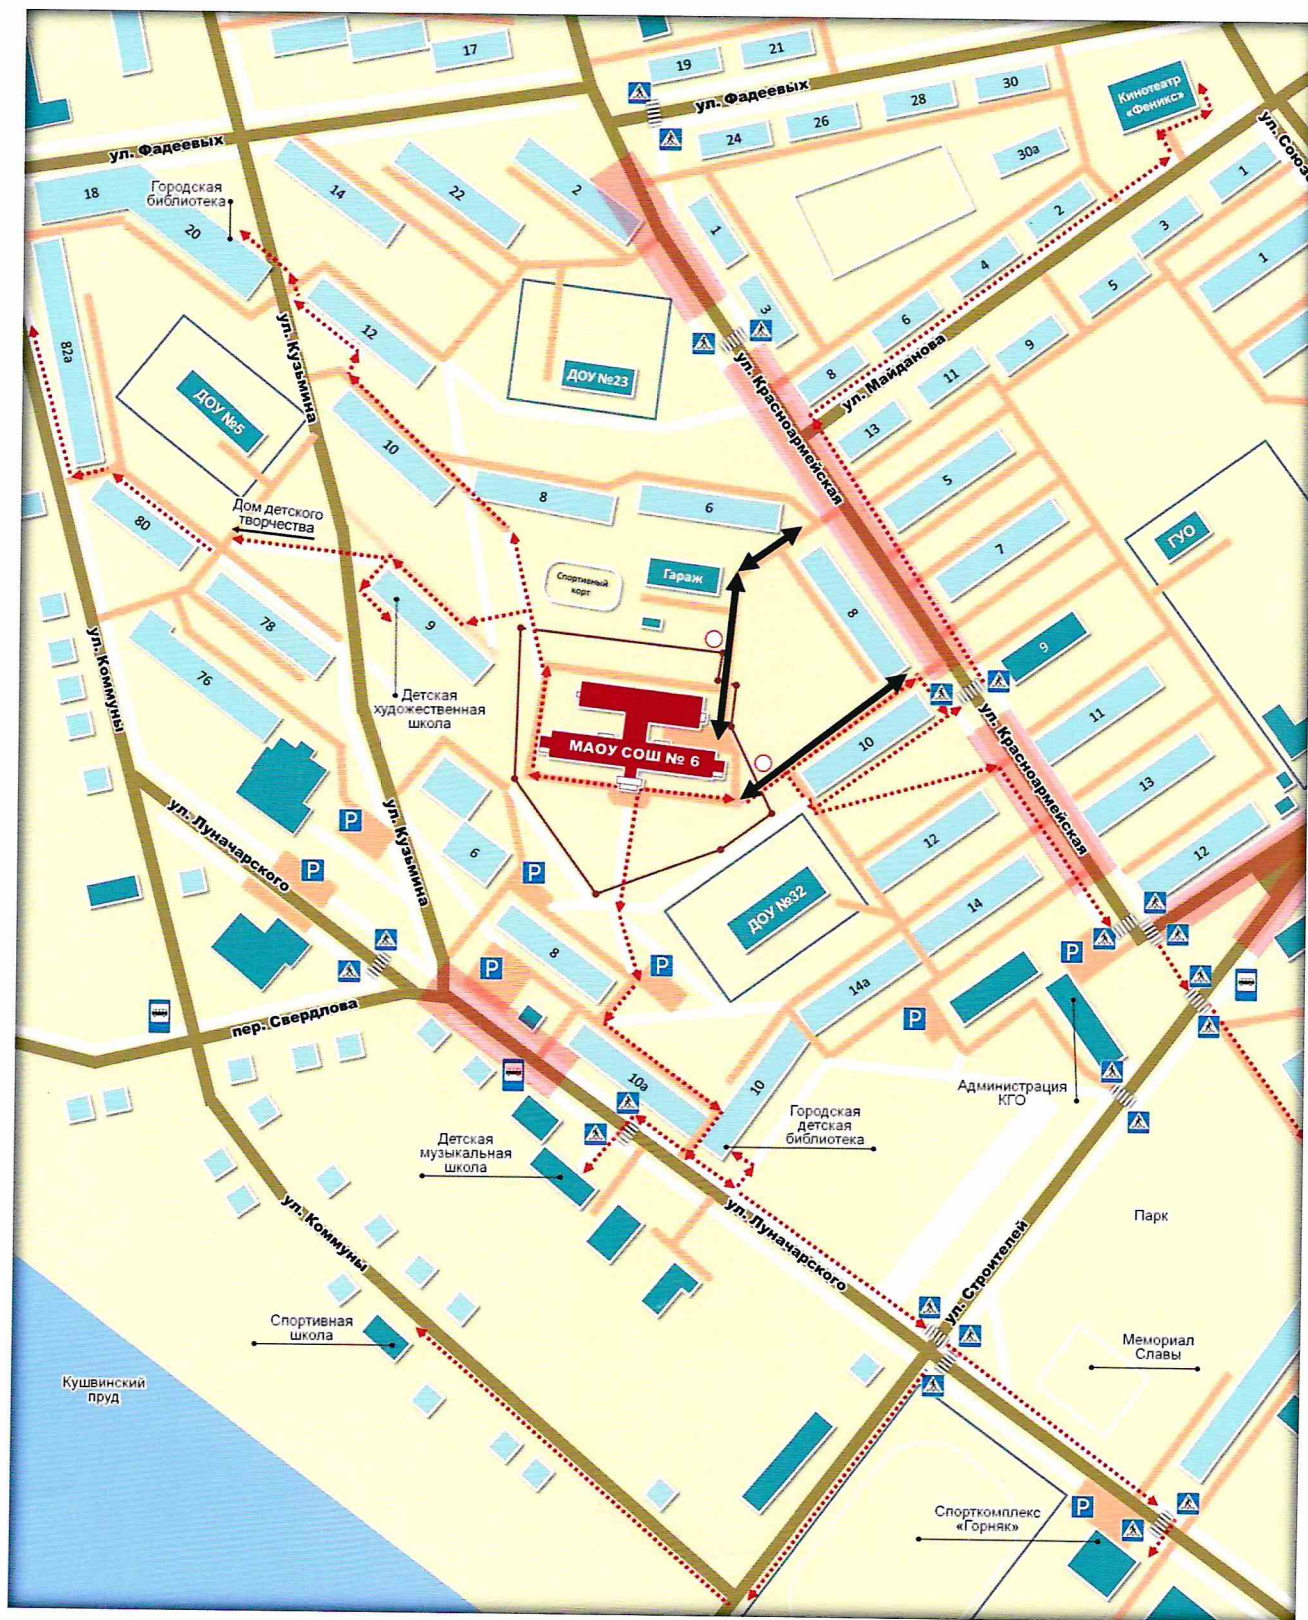 17
19
21
ул. Фадеевых
24
26
28
30
30а
Кинотеатр
«Феникс»
ул. Фадеевых
18
Городская
библиотека
20
14
22
2
1
3
2
4
6
8
1
3
5
9
11
13
1
ул. Майданова
82а
12
ул. Кузьмина
ДОУ №5
ДОУ №23
ул. Красноармейская
10
8
6
5
7
80
Дом детского
творчества
Спортивный
корт
Гараж
8
ГУО
9
78
76
9
ул. Коммуны
Детская
художественная
школа
МАОУ СОШ № 6
10
11
13
12
ул. Красноармейская
ул. Луначарского
ул. Кузьмина
P
P
6
P
12
14
ДОУ №32
8
P
P
14а
P
P
пер. Свердлова
10а
10
Администрация
КГО
Городская
детская
библиотека
Детская
музыкальная
школа
ул. Коммуны
ул. Луначарского
ул. Строителей
Парк
Спортивная
школа
Мемориал
Славы
Кушвинский
пруд
P
Спорткомплекс
«Горняк»